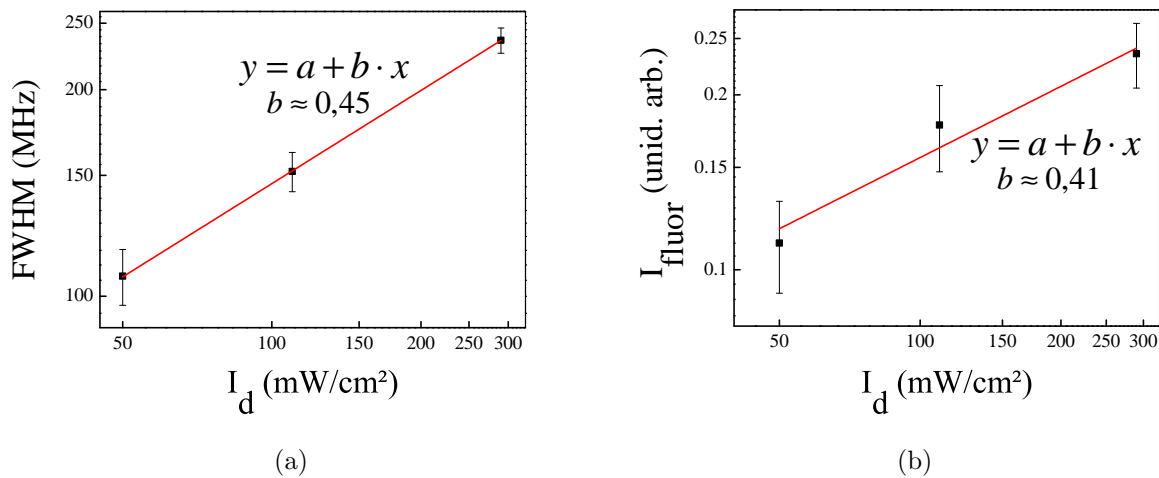 250
200
150
100
FWHM (MHz)
y = a + b · x
b ≈ 0,45
50
100
150
200
250
300
I_d (mW/cm²)
(a)
0.25
0.2
0.15
0.1
I_fluor (unid. arb.)
y = a + b · x
b ≈ 0,41
50
100
150
200
250
300
I_d (mW/cm²)
(b)